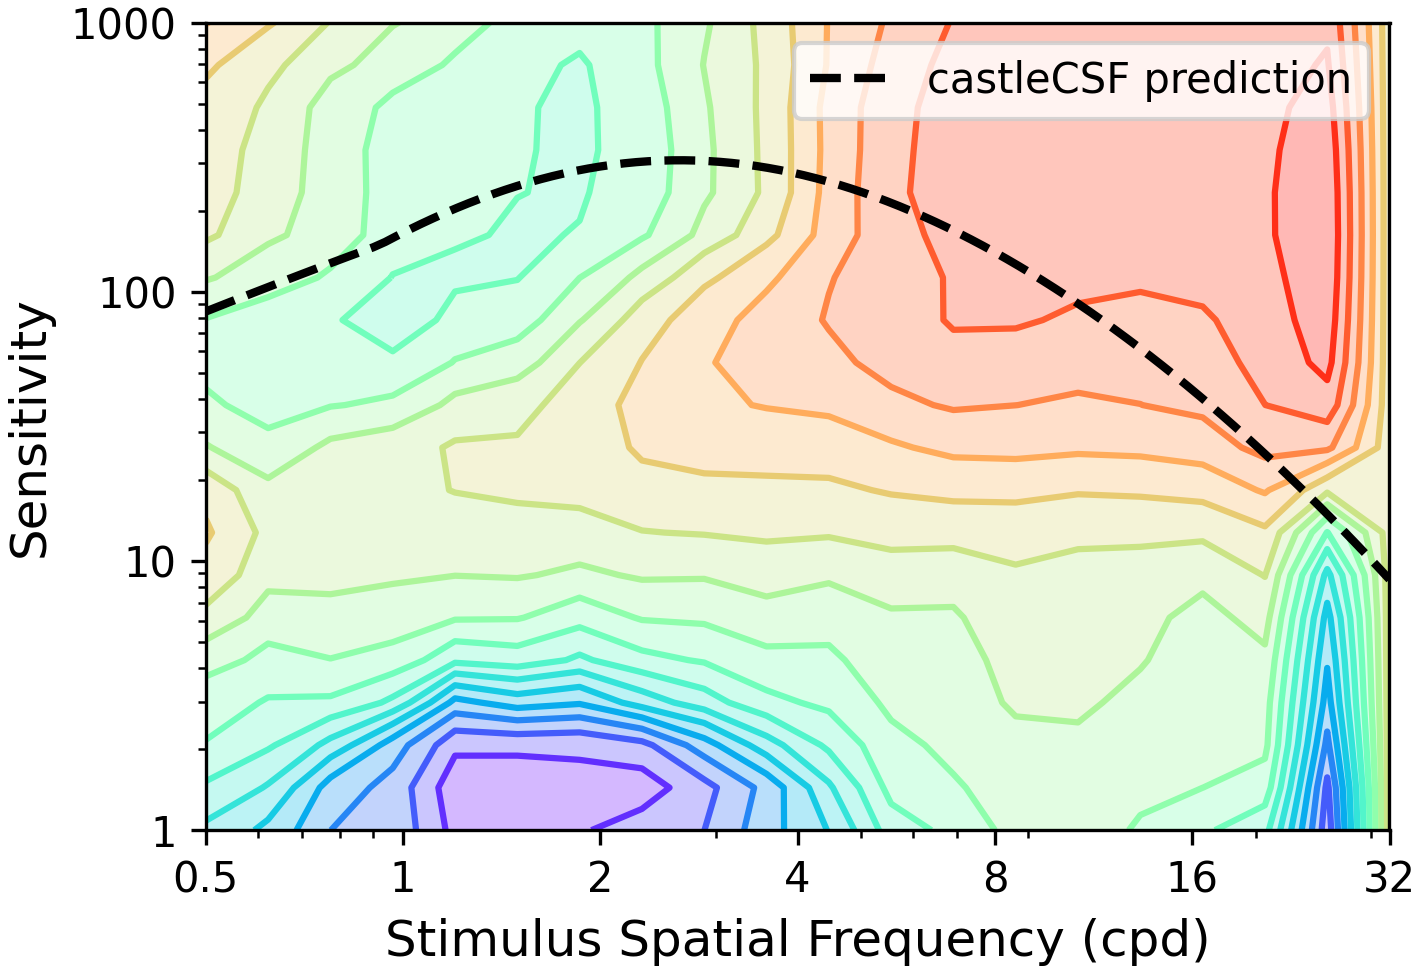 1000
100
10
1
Sensitivity
castleCSF prediction
0.5 1 2 4 8 16 32
Stimulus Spatial Frequency (cpd)